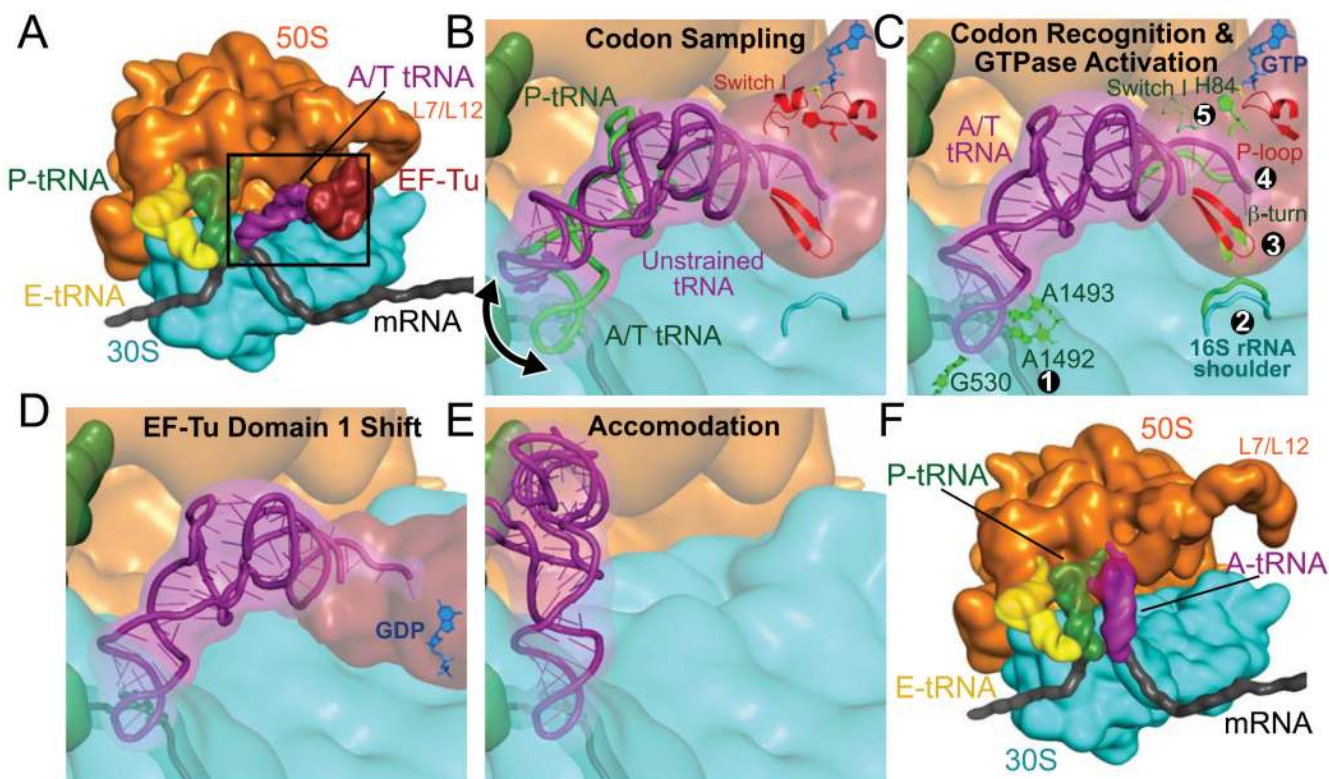 A
50S
A/T tRNA
L7/L12
P-tRNA
EF-Tu
E-tRNA
mRNA
30S
B
Codon Sampling
P-tRNA
Switch I
Unstrained
tRNA
A/T tRNA
C
Codon Recognition &
GTPase Activation
GTP
Switch I
H84
5
A/T
tRNA
P-loop
4
β-turn
3
A1493
2
A1492
16S rRNA
shoulder
G530
1
D
EF-Tu Domain 1 Shift
GDP
E
Accomodation
F
50S
L7/L12
P-tRNA
A-tRNA
E-tRNA
mRNA
30S